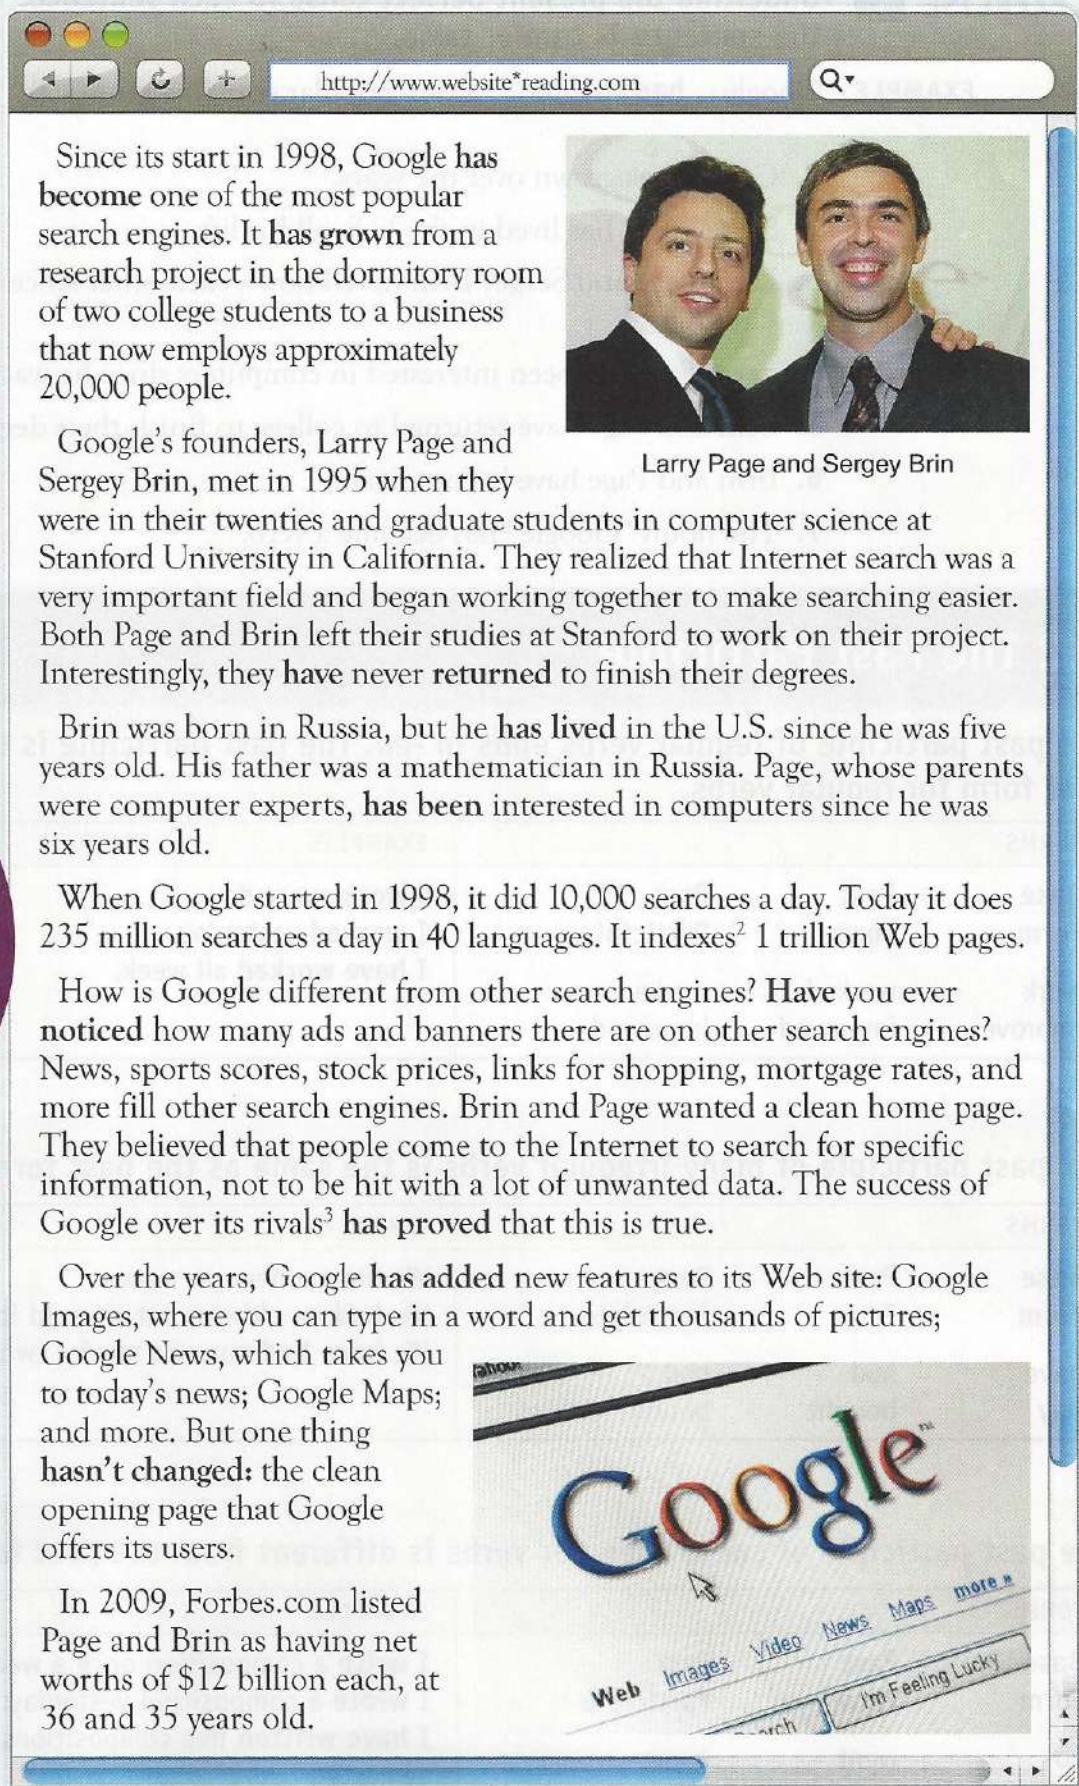 http://www.website*reading.com
Since its start in 1998, Google has
become one of the most popular
search engines. It has grown from a
research project in the dormitory room
of two college students to a business
that now employs approximately
20,000 people.
Larry Page and Sergey Brin
Google's founders, Larry Page and
Sergey Brin, met in 1995 when they
were in their twenties and graduate students in computer science at
Stanford University in California. They realized that Internet search was a
very important field and began working together to make searching easier.
Both Page and Brin left their studies at Stanford to work on their project.
Interestingly, they have never returned to finish their degrees.
Brin was born in Russia, but he has lived in the U.S. since he was five
years old. His father was a mathematician in Russia. Page, whose parents
were computer experts, has been interested in computers since he was
six years old.
When Google started in 1998, it did 10,000 searches a day. Today it does
235 million searches a day in 40 languages. It indexes² 1 trillion Web pages.
How is Google different from other search engines? Have you ever
noticed how many ads and banners there are on other search engines?
News, sports scores, stock prices, links for shopping, mortgage rates, and
more fill other search engines. Brin and Page wanted a clean home page.
They believed that people come to the Internet to search for specific
information, not to be hit with a lot of unwanted data. The success of
Google over its rivals³ has proved that this is true.
Over the years, Google has added new features to its Web site: Google
Images, where you can type in a word and get thousands of pictures;
Google News, which takes you
to today's news; Google Maps;
and more. But one thing
hasn't changed: the clean
opening page that Google
offers its users.
In 2009, Forbes.com listed
Page and Brin as having net
worths of $12 billion each, at
36 and 35 years old.
Google™
Web Images Video News Maps more »
I'm Feeling Lucky